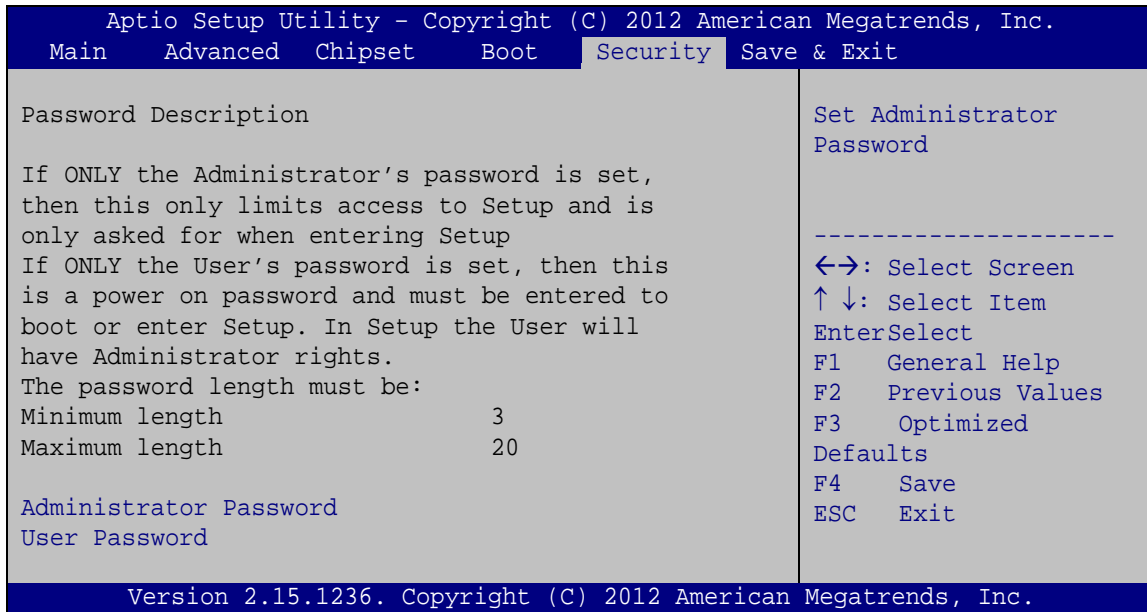 Aptio Setup Utility – Copyright (C) 2012 American Megatrends, Inc.
Main Advanced Chipset Boot Security Save & Exit
Password Description
If ONLY the Administrator’s password is set,
then this only limits access to Setup and is
only asked for when entering Setup
If ONLY the User’s password is set, then this
is a power on password and must be entered to
boot or enter Setup. In Setup the User will
have Administrator rights.
The password length must be:
Minimum length 3
Maximum length 20
Administrator Password
User Password
Set Administrator
Password
---------------------
←→: Select Screen
↑ ↓: Select Item
EnterSelect
F1 General Help
F2 Previous Values
F3 Optimized
Defaults
F4 Save
ESC Exit
Version 2.15.1236. Copyright (C) 2012 American Megatrends, Inc.